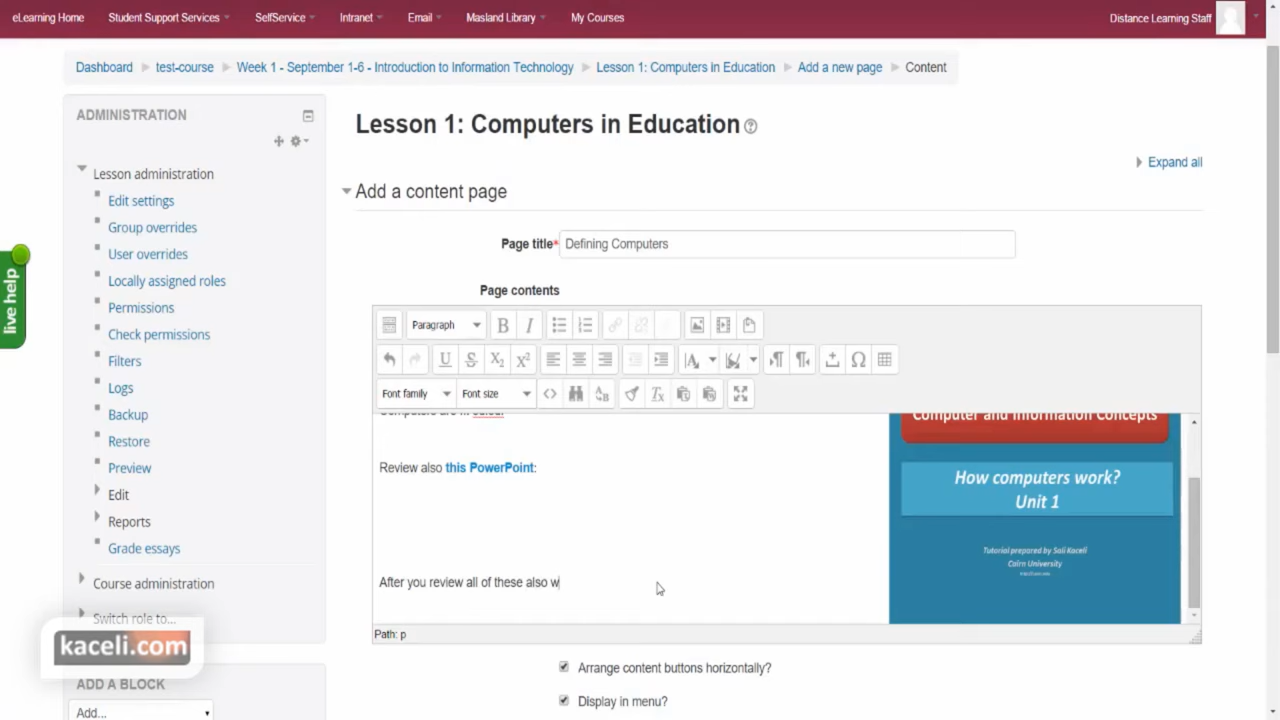 eLearning Home Student Support Services SelfService Intranet Email Masland Library My Courses Distance Learning Staff
Dashboard test-course Week 1 - September 1-6 - Introduction to Information Technology Lesson 1: Computers in Education Add a new page Content
ADMINISTRATION
Lesson administration
Edit settings
Group overrides
User overrides
Locally assigned roles
Permissions
Check permissions
Filters
Logs
Backup
Restore
Preview
Edit
Reports
Grade essays
Course administration
Switch role to...
ADD A BLOCK
Add...
live help
kaceli.com
Lesson 1: Computers in Education
Expand all
Add a content page
Page title* Defining Computers
Page contents
Paragraph B I
U S X2 X2 A Ω
Font family Font size <> Tx
Computers are
Computer and Information Concepts
Review also this PowerPoint:
How computers work?
Unit 1
Tutorial prepared by Sali Kaceli
Cairn University
After you review all of these also w
Path: p
Arrange content buttons horizontally?
Display in menu?